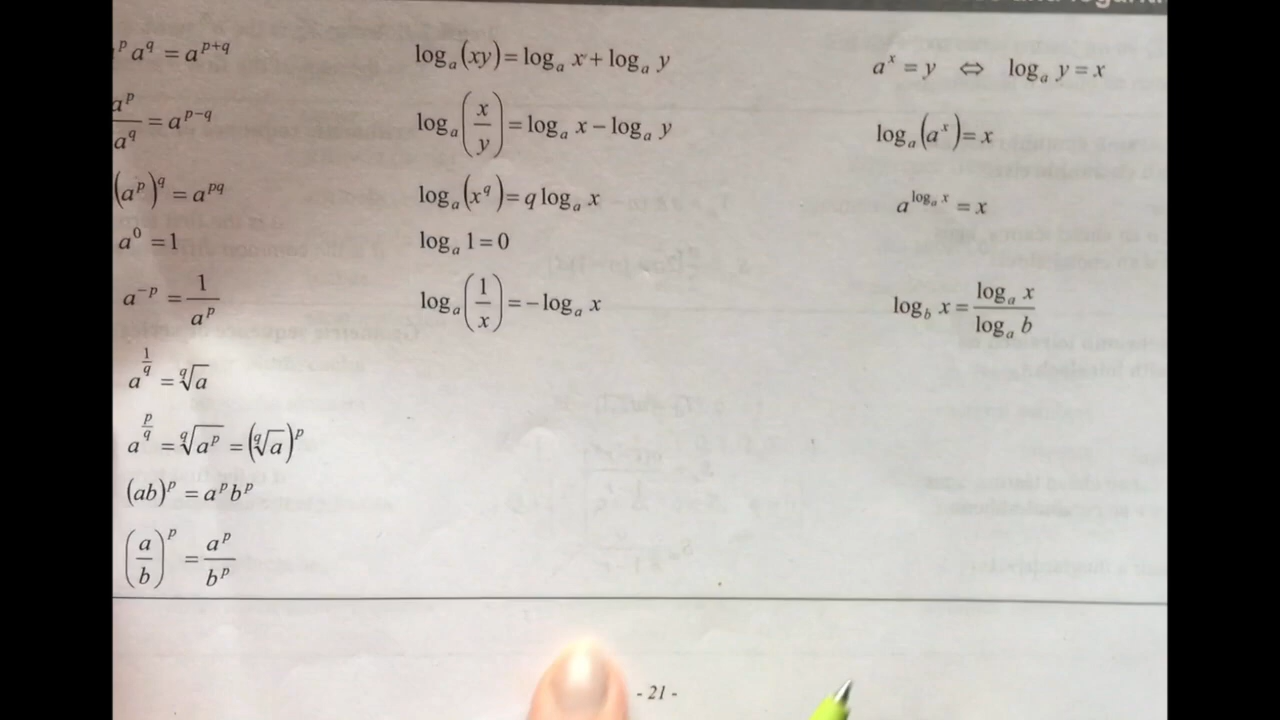 ᵖ a^q = a^{p+q}
a^p / a^q = a^{p−q}
(a^p)^q = a^{pq}
a^0 = 1
a^{−p} = 1 / a^p
a^{1/q} = ᑫ√a
a^{p/q} = ᑫ√(a^p) = (ᑫ√a)^p
(ab)^p = a^p b^p
(a/b)^p = a^p / b^p
log_a (xy) = log_a x + log_a y
log_a (x/y) = log_a x − log_a y
log_a (x^q) = q log_a x
log_a 1 = 0
log_a (1/x) = − log_a x
a^x = y ⇔ log_a y = x
log_a (a^x) = x
a^{log_a x} = x
log_b x = log_a x / log_a b
- 21 -